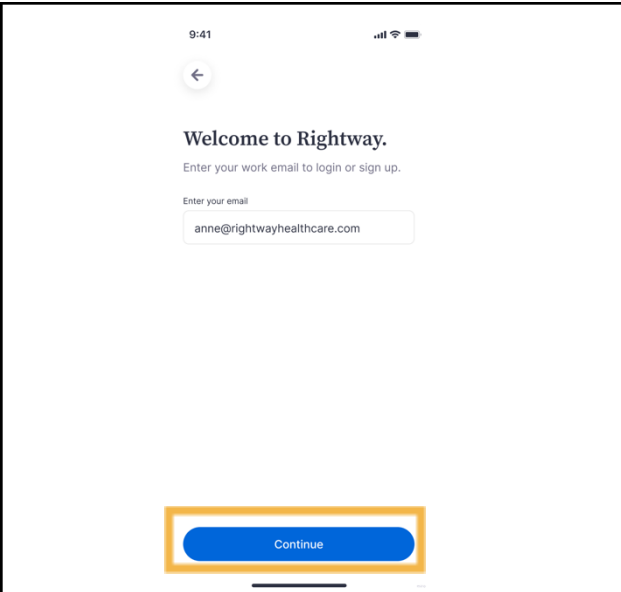 9:41
Welcome to Rightway.
Enter your work email to login or sign up.
Enter your email
anne@rightwayhealthcare.com
Continue